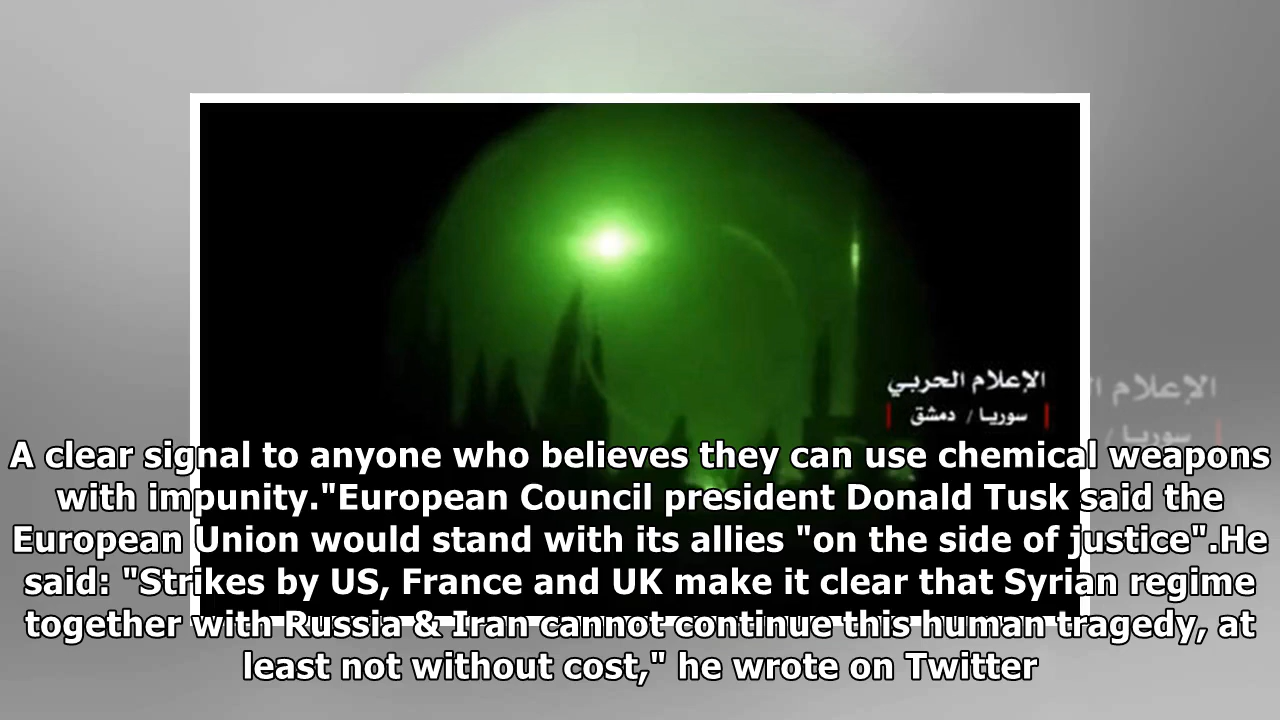 الإعلام الحربي
سوريا / دمشق
الإعلام ا
سوريا /
A clear signal to anyone who believes they can use chemical weapons
with impunity."European Council president Donald Tusk said the
European Union would stand with its allies "on the side of justice".He
said: "Strikes by US, France and UK make it clear that Syrian regime
together with Russia & Iran cannot continue this human tragedy, at
least not without cost," he wrote on Twitter